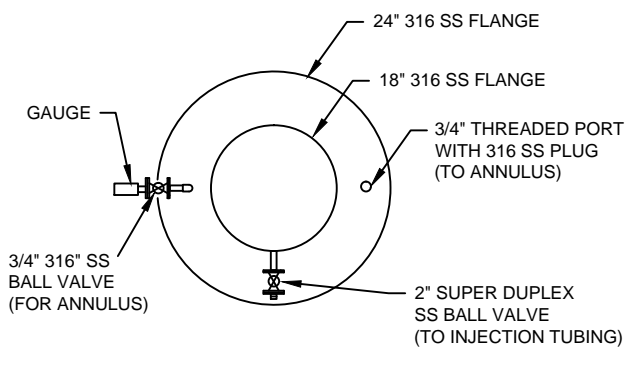 24" 316 SS FLANGE
18" 316 SS FLANGE
GAUGE
3/4" THREADED PORT
WITH 316 SS PLUG
(TO ANNULUS)
3/4" 316" SS
BALL VALVE
(FOR ANNULUS)
2" SUPER DUPLEX
SS BALL VALVE
(TO INJECTION TUBING)